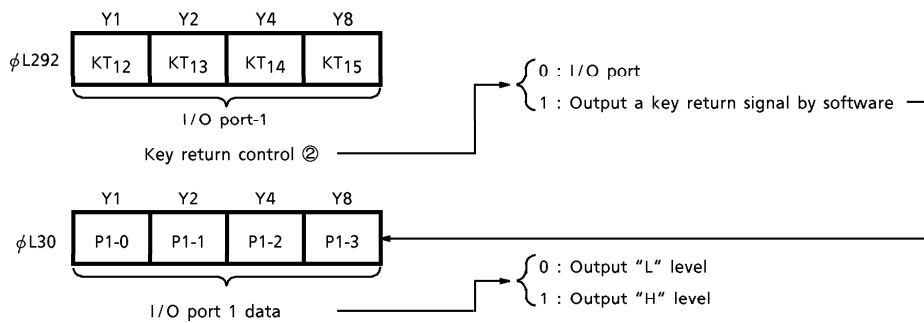 Y1 Y2 Y4 Y8
φL292 KT12 KT13 KT14 KT15
0 : I/O port
1 : Output a key return signal by software
I/O port-1
Key return control ②
Y1 Y2 Y4 Y8
φL30 P1-0 P1-1 P1-2 P1-3
0 : Output "L" level
1 : Output "H" level
I/O port 1 data